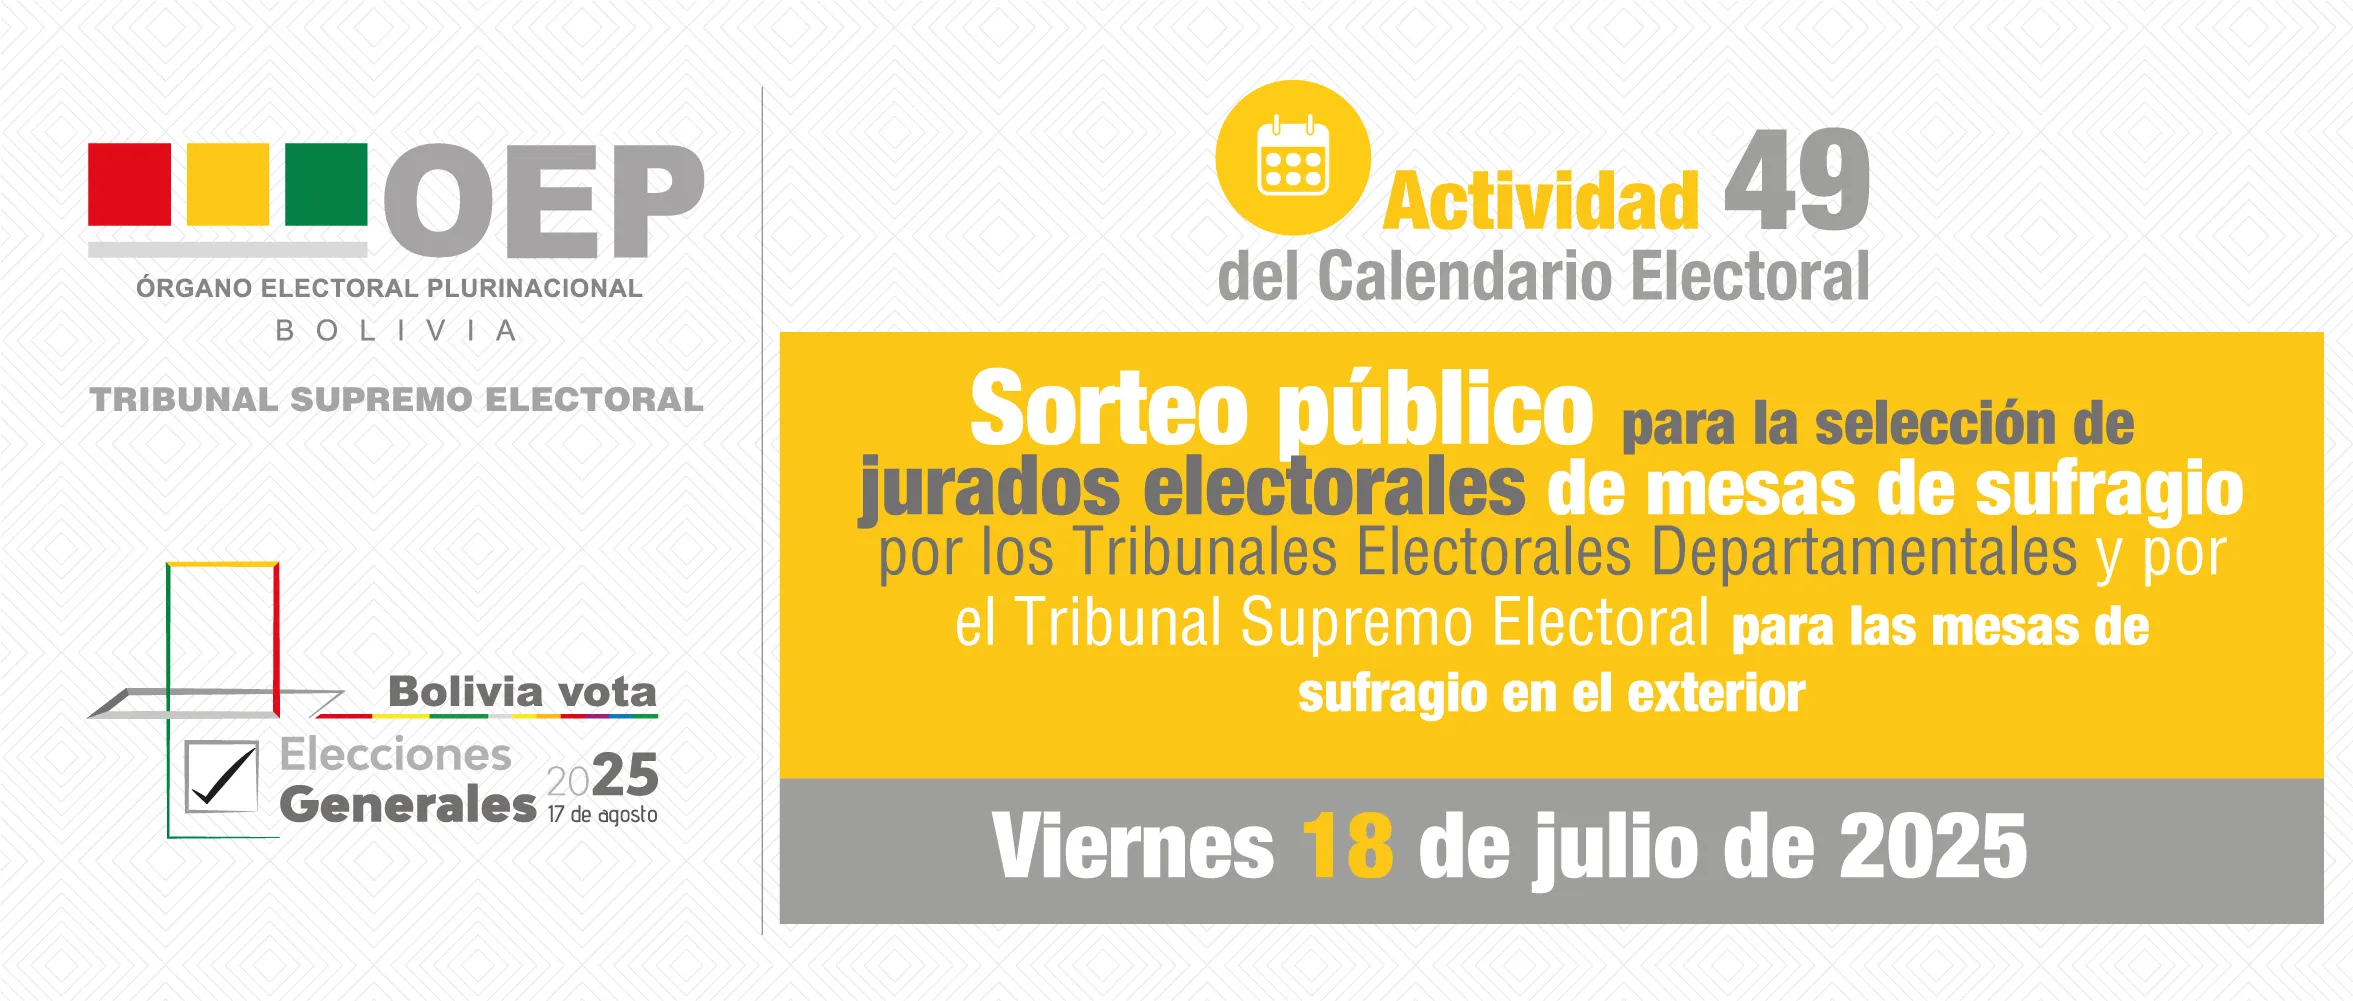 OEP
ÓRGANO ELECTORAL PLURINACIONAL
BOLIVIA
TRIBUNAL SUPREMO ELECTORAL
Bolivia vota
Elecciones
Generales 2025
17 de agosto
Actividad 49
del Calendario Electoral
Sorteo público para la selección de
jurados electorales de mesas de sufragio
por los Tribunales Electorales Departamentales y por
el Tribunal Supremo Electoral para las mesas de
sufragio en el exterior
Viernes 18 de julio de 2025